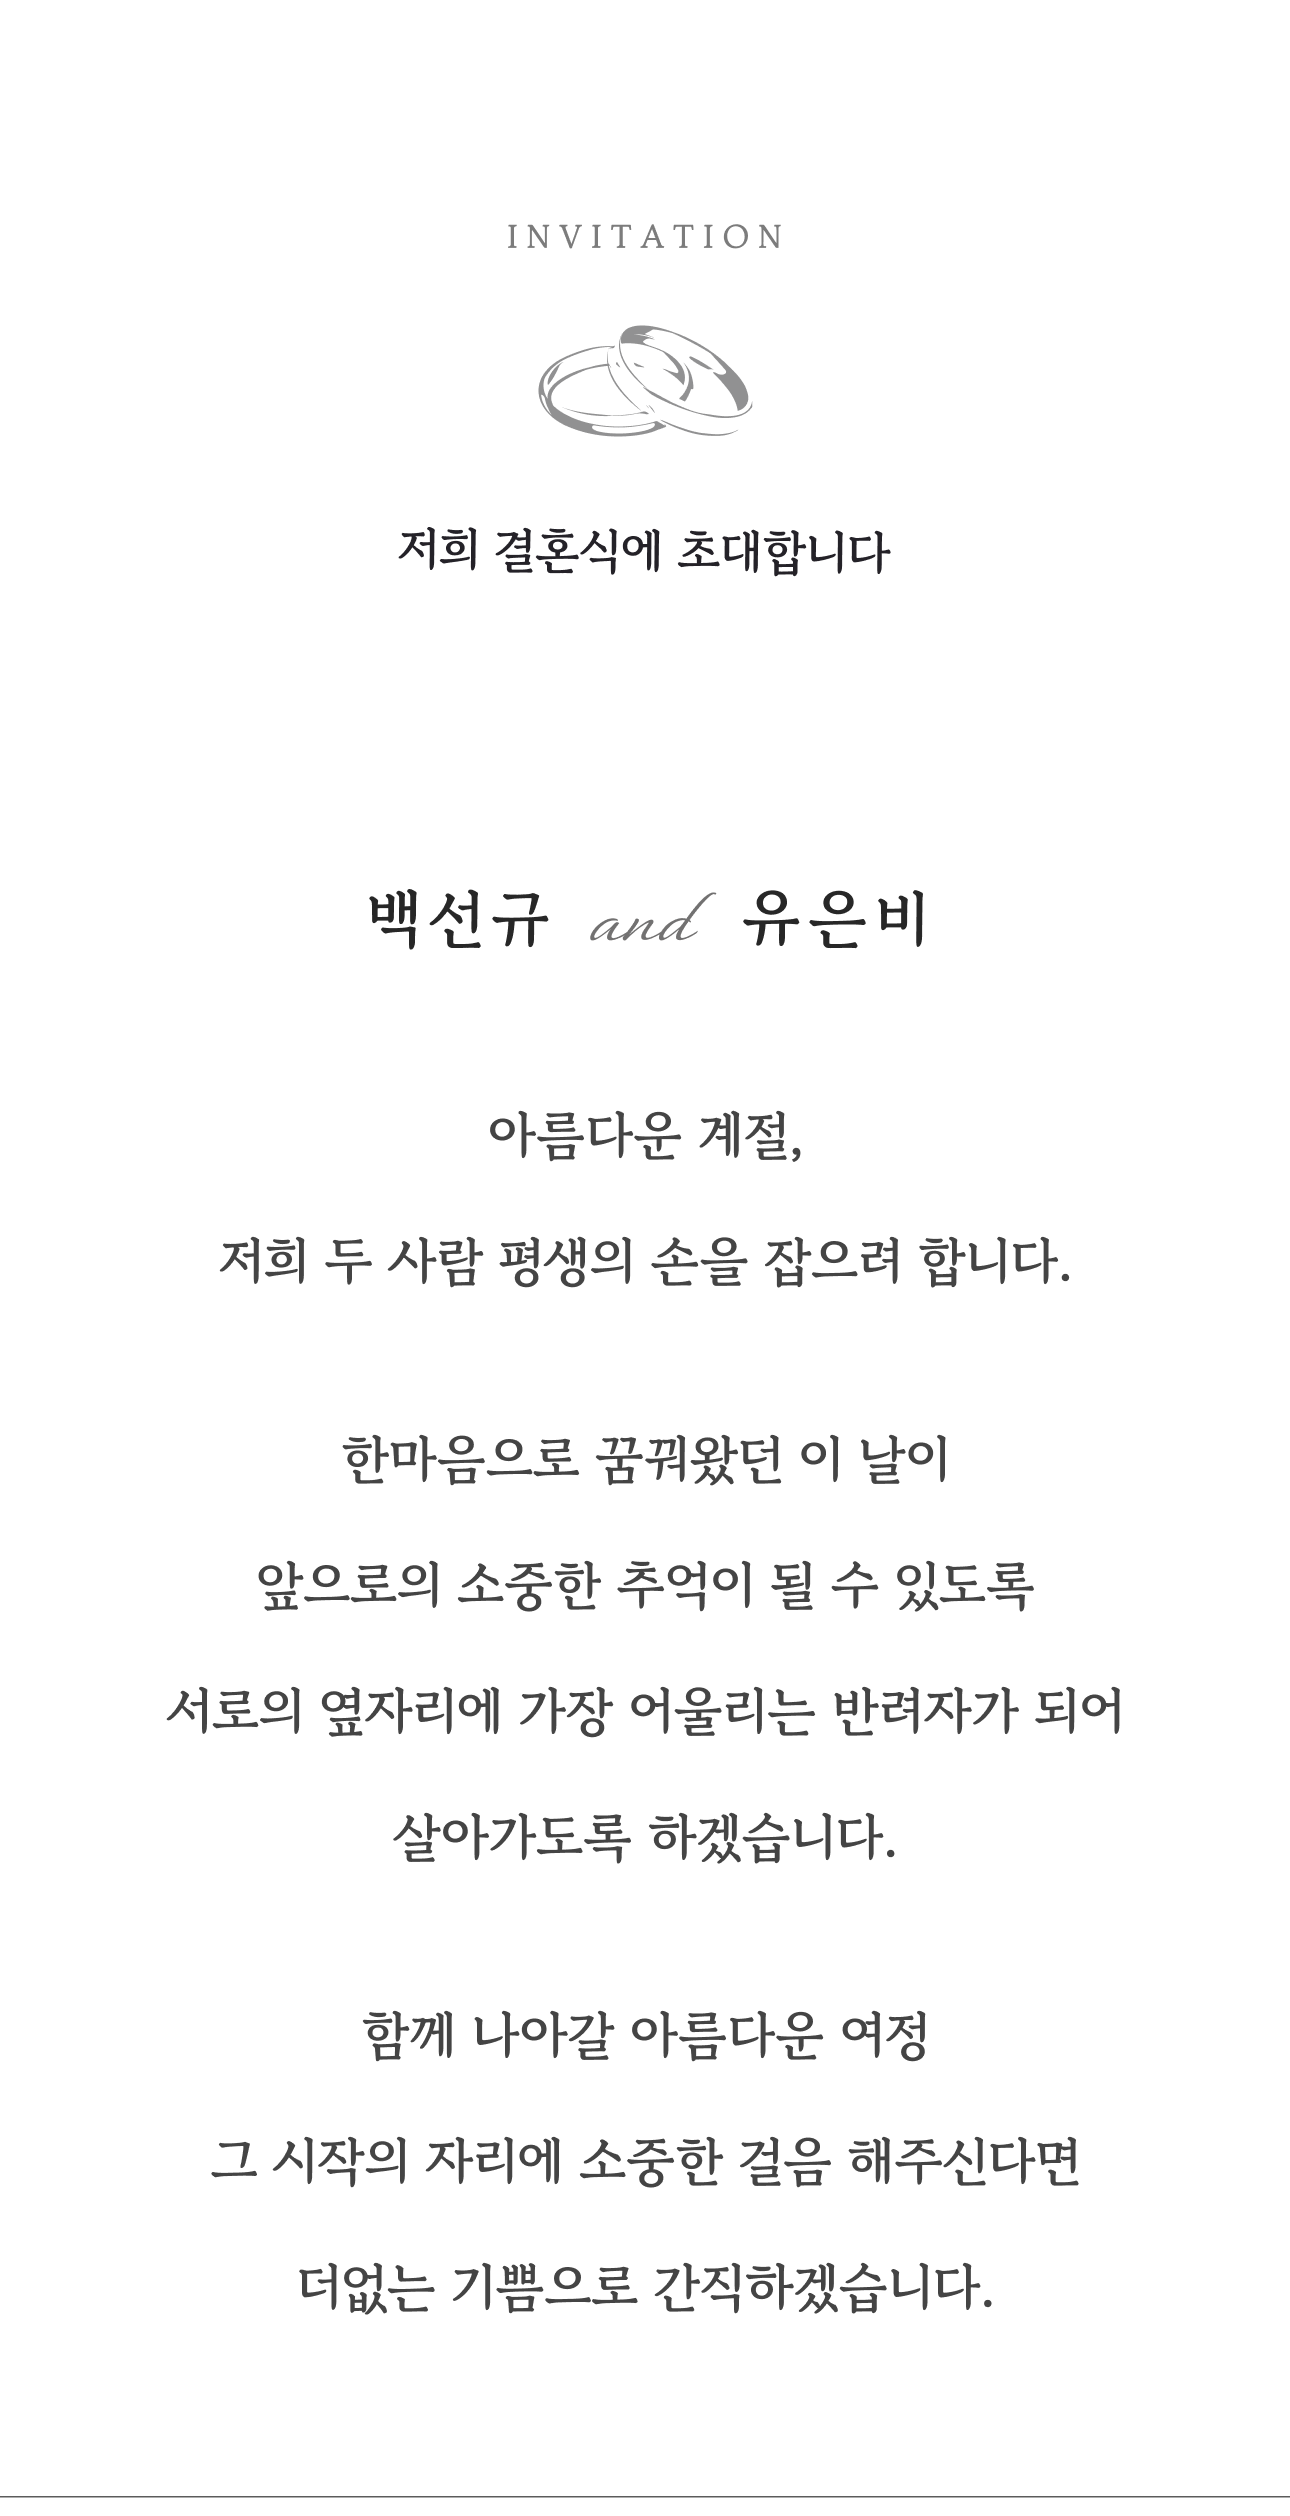 INVITATION
저희 결혼식에 초대합니다
백선규 and 유은비
아름다운 계절,
저희 두 사람 평생의 손을 잡으려 합니다.
한마음으로 꿈꿔왔던 이 날이
앞으로의 소중한 추억이 될 수 있도록
서로의 옆자리에 가장 어울리는 반려자가 되어
살아가도록 하겠습니다.
함께 나아갈 아름다운 여정
그 시작의 자리에 소중한 걸음 해주신다면
더없는 기쁨으로 간직하겠습니다.